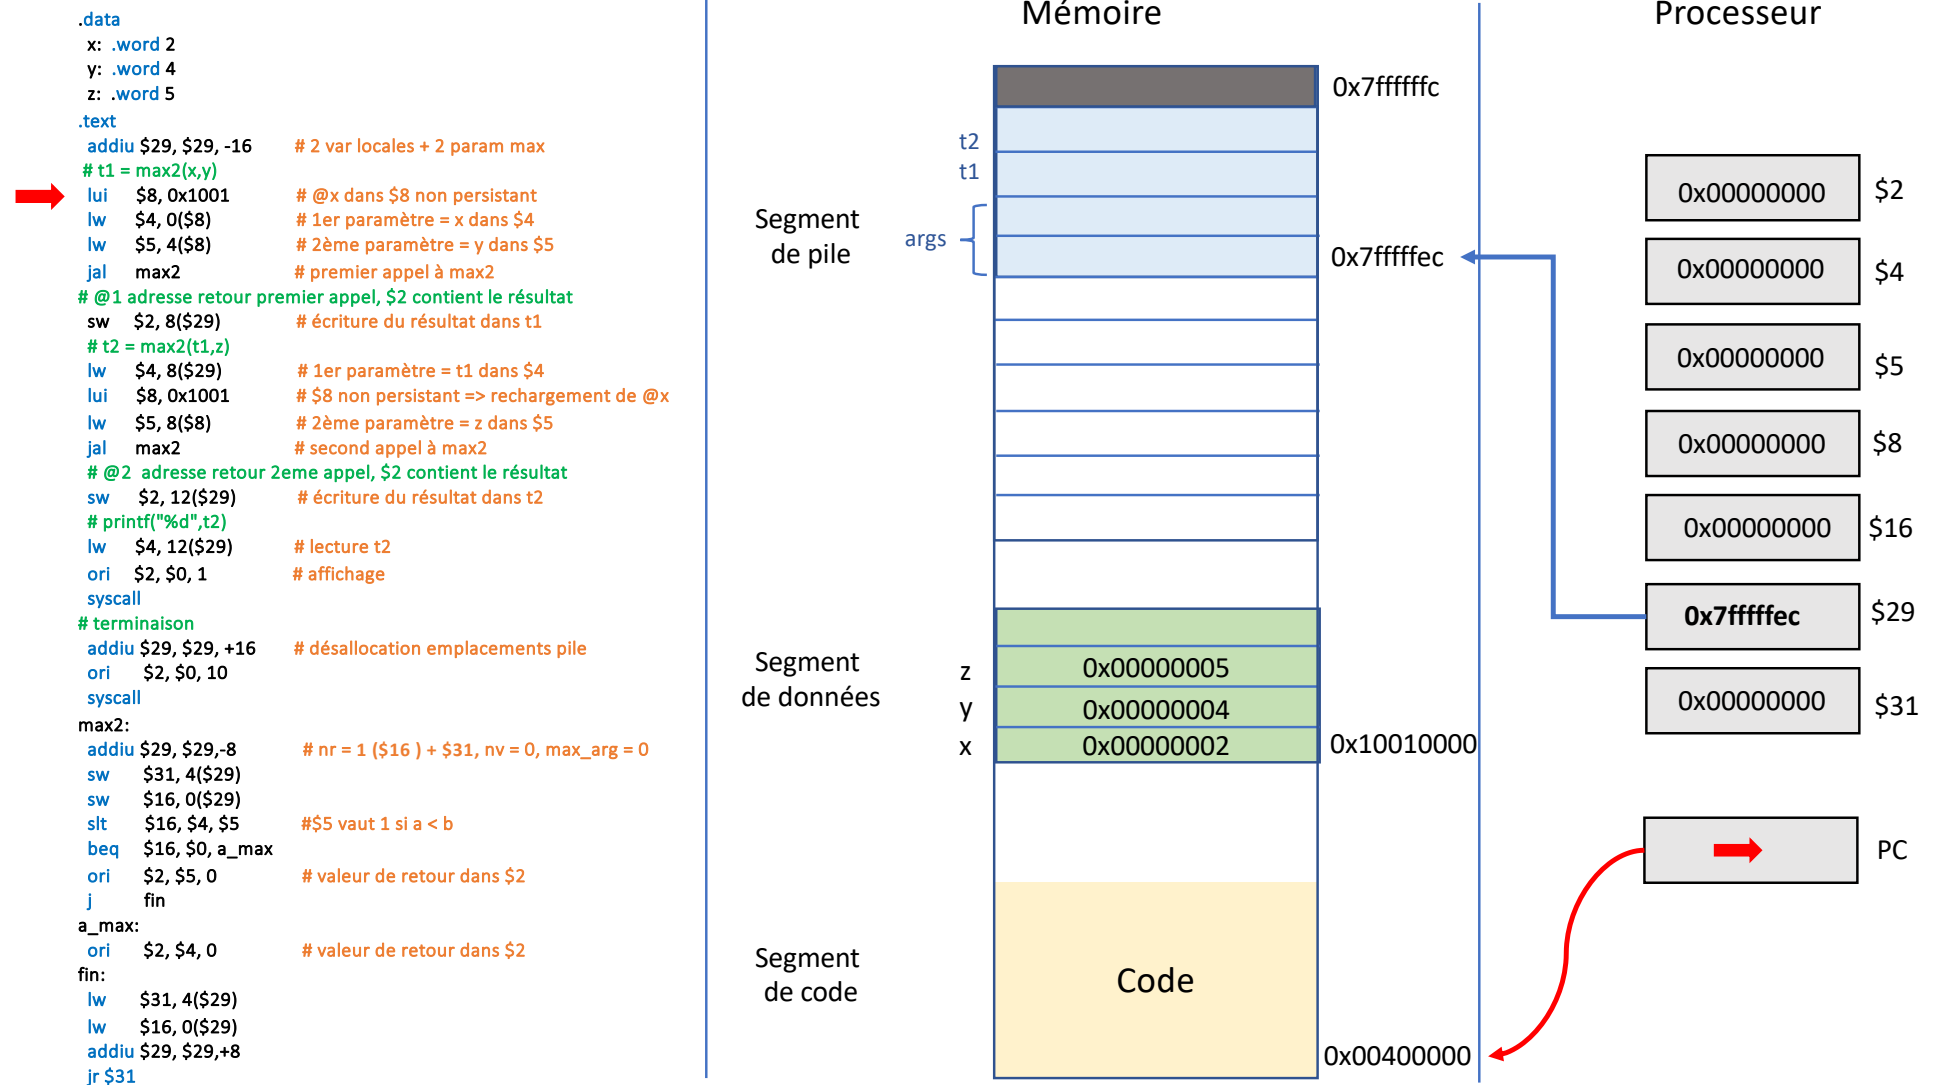 .data
x: .word 2
y: .word 4
z: .word 5
.text
addiu $29, $29, -16 # 2 var locales + 2 param max
# t1 = max2(x,y)
lui $8, 0x1001 # @x dans $8 non persistant
lw $4, 0($8) # 1er paramètre = x dans $4
lw $5, 4($8) # 2ème paramètre = y dans $5
jal max2 # premier appel à max2
# @1 adresse retour premier appel, $2 contient le résultat
sw $2, 8($29) # écriture du résultat dans t1
# t2 = max2(t1,z)
lw $4, 8($29) # 1er paramètre = t1 dans $4
lui $8, 0x1001 # $8 non persistant => rechargement de @x
lw $5, 8($8) # 2ème paramètre = z dans $5
jal max2 # second appel à max2
# @2 adresse retour 2eme appel, $2 contient le résultat
sw $2, 12($29) # écriture du résultat dans t2
# printf("%d",t2)
lw $4, 12($29) # lecture t2
ori $2, $0, 1 # affichage
syscall
# terminaison
addiu $29, $29, +16 # désallocation emplacements pile
ori $2, $0, 10
syscall
max2:
addiu $29, $29,-8 # nr = 1 ($16 ) + $31, nv = 0, max_arg = 0
sw $31, 4($29)
sw $16, 0($29)
slt $16, $4, $5 #$5 vaut 1 si a < b
beq $16, $0, a_max
ori $2, $5, 0 # valeur de retour dans $2
j fin
a_max:
ori $2, $4, 0 # valeur de retour dans $2
fin:
lw $31, 4($29)
lw $16, 0($29)
addiu $29, $29,+8
jr $31
Mémoire
0x7ffffffc
t2
t1
Segment
de pile
args
0x7fffffec
Segment
de données
z 0x00000005
y 0x00000004
x 0x00000002 0x10010000
Segment
de code
Code
0x00400000
Processeur
0x00000000 $2
0x00000000 $4
0x00000000 $5
0x00000000 $8
0x00000000 $16
0x7fffffec $29
0x00000000 $31
PC